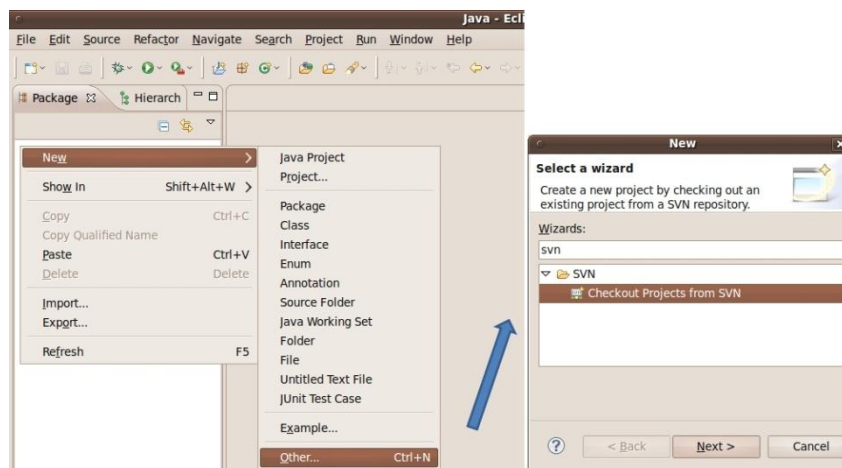 Java - Ecli
File Edit Source Refactor Navigate Search Project Run Window Help
Package Hierarch
New
Show In Shift+Alt+W
Copy Ctrl+C
Copy Qualified Name
Paste Ctrl+V
Delete Delete
Import...
Export...
Refresh F5
Java Project
Project...
Package
Class
Interface
Enum
Annotation
Source Folder
Java Working Set
Folder
File
Untitled Text File
JUnit Test Case
Example...
Other... Ctrl+N
New
Select a wizard
Create a new project by checking out an
existing project from a SVN repository.
Wizards:
svn
SVN
Checkout Projects from SVN
< Back Next > Cancel